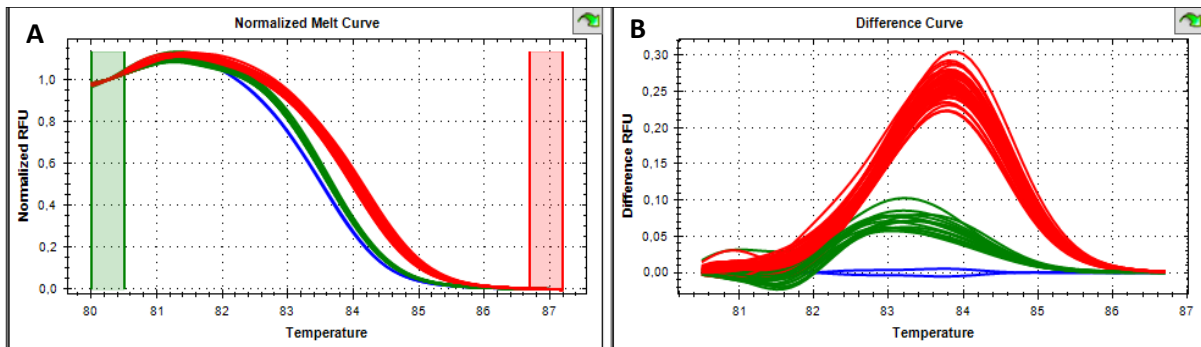 A
Normalized Melt Curve
Normalized RFU
1,0
0,8
0,6
0,4
0,2
0,0
80 81 82 83 84 85 86 87
Temperature
B
Difference Curve
Difference RFU
0,30
0,25
0,20
0,15
0,10
0,05
0,00
81 82 83 84 85 86 87
Temperature